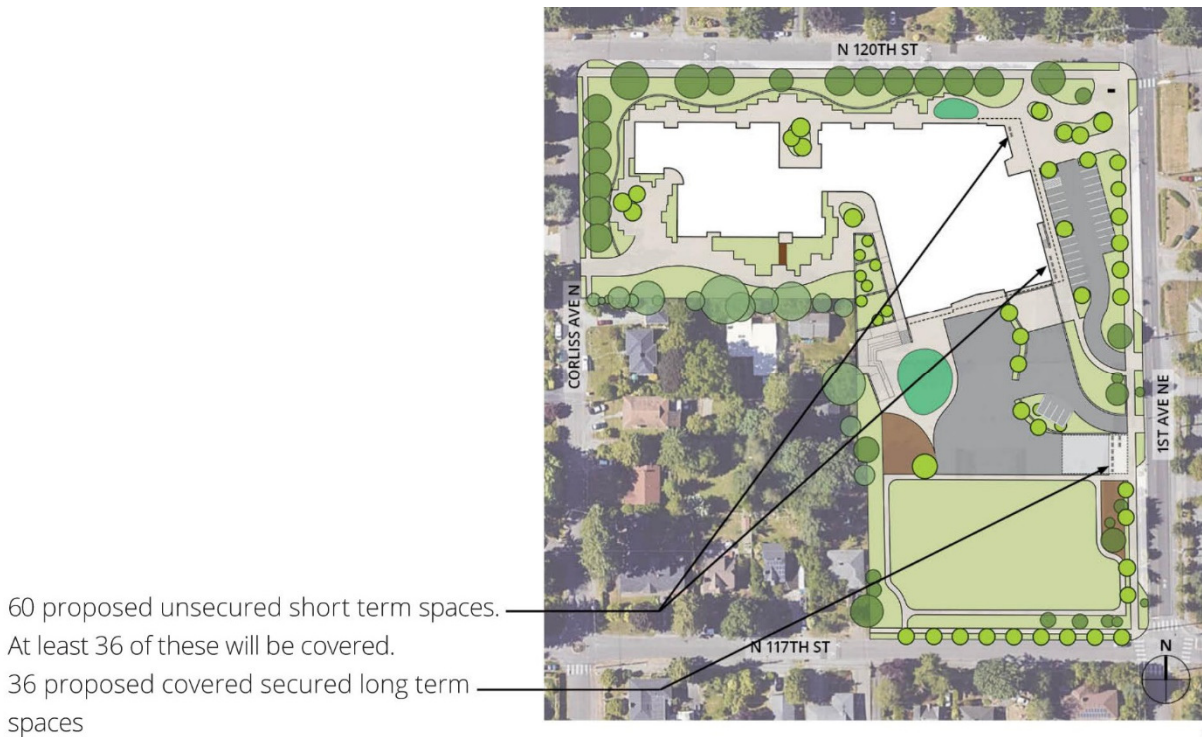 N 120TH ST
CORLISS AVE N
1ST AVE NE
60 proposed unsecured short term spaces.
At least 36 of these will be covered.
36 proposed covered secured long term
spaces
N 117TH ST
N